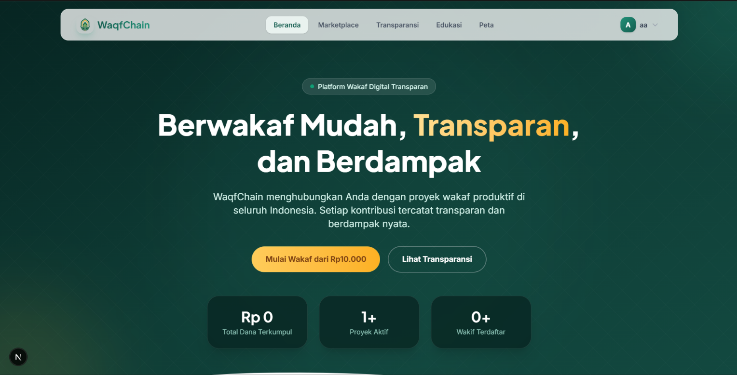 WaqfChain
Beranda
Marketplace
Transparansi
Edukasi
Peta
A
aa
Platform Wakaf Digital Transparan
Berwakaf Mudah, Transparan,
dan Berdampak
WaqfChain menghubungkan Anda dengan proyek wakaf produktif di
seluruh Indonesia. Setiap kontribusi tercatat transparan dan
berdampak nyata.
Mulai Wakaf dari Rp10.000
Lihat Transparansi
Rp 0
Total Dana Terkumpul
1+
Proyek Aktif
0+
Wakif Terdaftar
N